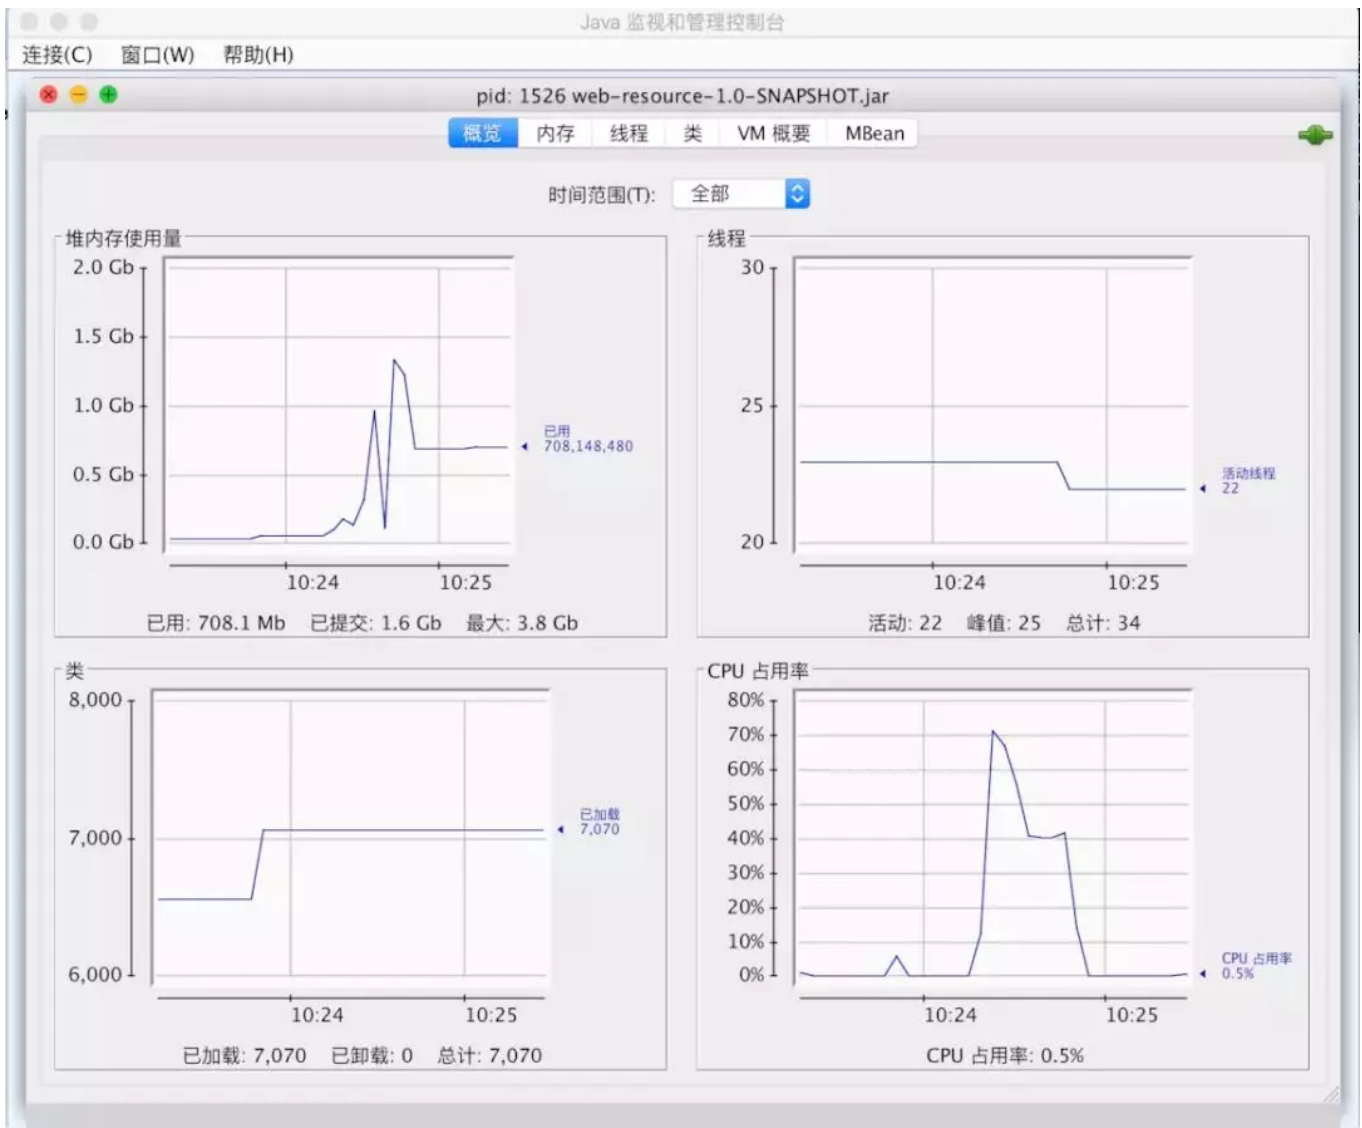 Java 监视和管理控制台
连接(C) 窗口(W) 帮助(H)
pid: 1526 web-resource-1.0-SNAPSHOT.jar
概览 内存 线程 类 VM 概要 MBean
时间范围(T): 全部
堆内存使用量
2.0 Gb
1.5 Gb
1.0 Gb
0.5 Gb
0.0 Gb
已用
708,148,480
10:24 10:25
已用: 708.1 Mb 已提交: 1.6 Gb 最大: 3.8 Gb
线程
30
25
20
活动线程
22
10:24 10:25
活动: 22 峰值: 25 总计: 34
类
8,000
7,000
6,000
已加载
7,070
10:24 10:25
已加载: 7,070 已卸载: 0 总计: 7,070
CPU 占用率
80%
70%
60%
50%
40%
30%
20%
10%
0%
CPU 占用率
0.5%
10:24 10:25
CPU 占用率: 0.5%